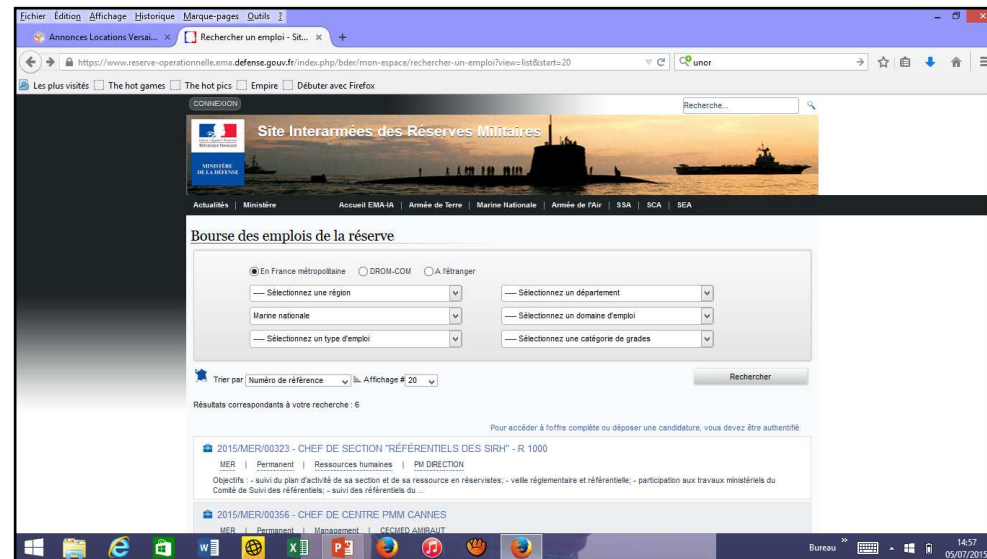 Fichier Édition Affichage Historique Marque-pages Outils ?
Annonces Locations Versai... × Rechercher un emploi - Sit... × +
https://www.reserve-operationnelle.ema.defense.gouv.fr/index.php/bder/mon-espace/rechercher-un-emploi?view=list&start=20 unor
Les plus visités The hot games The hot pics Empire Débuter avec Firefox
CONNEXION Recherche...
Site Interarmées des Réserves Militaires
MINISTÈRE
DE LA DÉFENSE
Actualités | Ministère Accueil EMA-IA | Armée de Terre | Marine Nationale | Armée de l'Air | SSA | SCA | SEA
Bourse des emplois de la réserve
En France métropolitaine DROM-COM A l'étranger
---- Sélectionnez une région ---- Sélectionnez un département
Marine nationale ---- Sélectionnez un domaine d'emploi
---- Sélectionnez un type d'emploi ---- Sélectionnez une catégorie de grades
Trier par Numéro de référence Affichage # 20 Rechercher
Résultats correspondants à votre recherche : 6
Pour accéder à l'offre complète ou déposer une candidature, vous devez être authentifié.
2015/MER/00323 - CHEF DE SECTION "RÉFÉRENTIELS DES SIRH" - R 1000
MER | Permanent | Ressources humaines | PM DIRECTION
Objectifs : - suivi du plan d'activité de sa section et de sa ressource en réservistes; - veille réglementaire et référentielle; - participation aux travaux ministériels du
Comité de Suivi des référentiels; - suivi des référentiels du ...
2015/MER/00356 - CHEF DE CENTRE PMM CANNES
MER | Permanent | Management | CECMED AMIRAUT
Bureau 14:57
05/07/2015